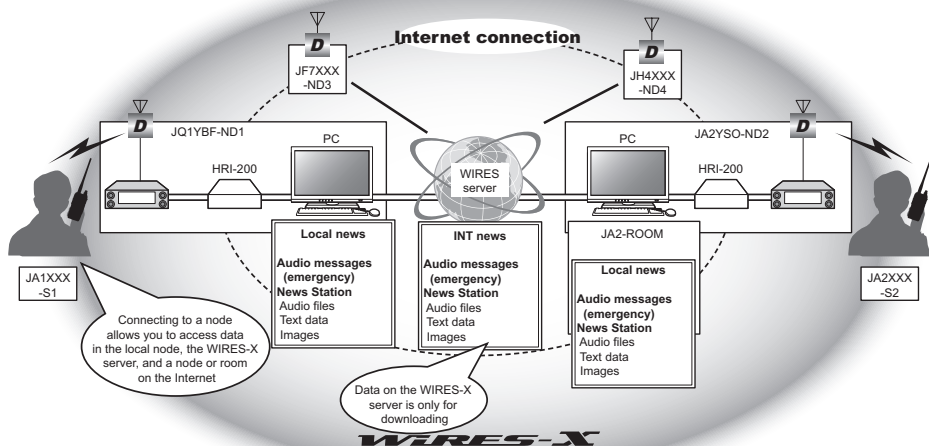 Internet connection
D
JF7XXX
-ND3
D
JH4XXX
-ND4
D
JQ1YBF-ND1
PC
HRI-200
WIRES
server
PC
JA2YSO-ND2
D
HRI-200
JA1XXX
-S1
JA2XXX
-S2
Local news
Audio messages
(emergency)
News Station
Audio files
Text data
Images
INT news
Audio messages
(emergency)
News Station
Audio files
Text data
Images
JA2-ROOM
Local news
Audio messages
(emergency)
News Station
Audio files
Text data
Images
Connecting to a node
allows you to access data
in the local node, the WIRES-X
server, and a node or room
on the Internet
Data on the WIRES-X
server is only for
downloading
WiRES-X